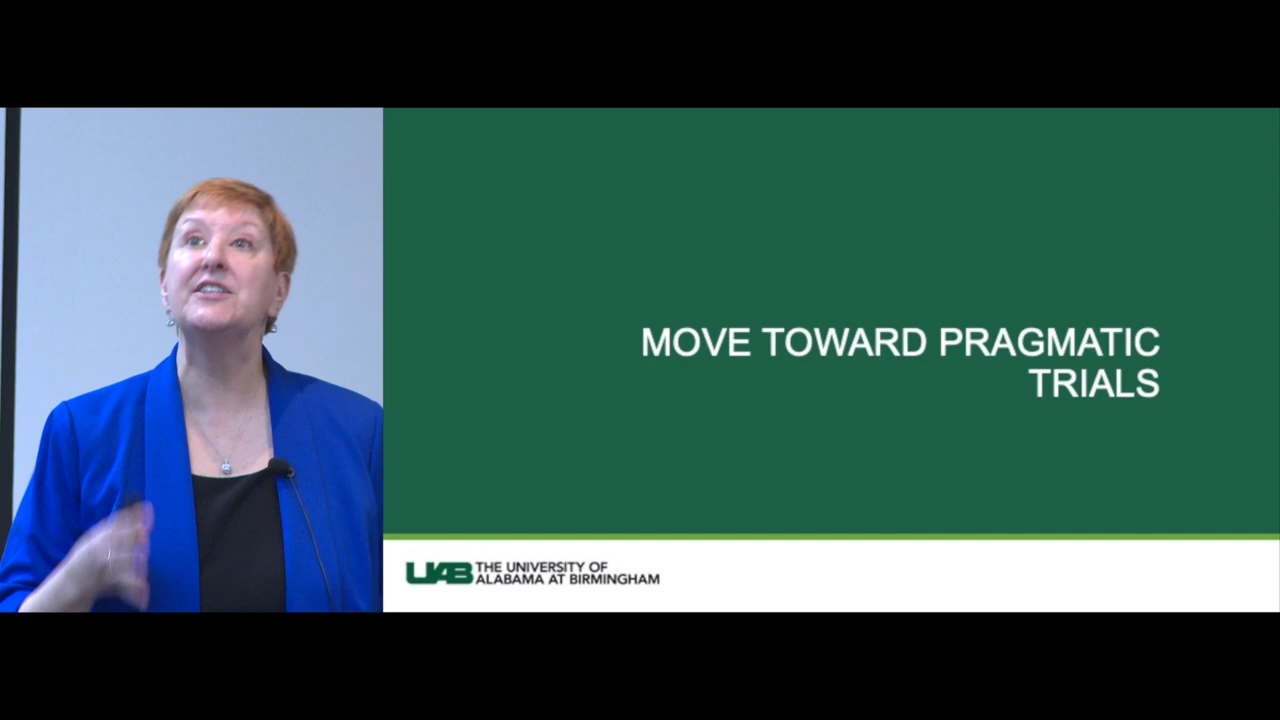 MOVE TOWARD PRAGMATIC
TRIALS
UAB THE UNIVERSITY OF
ALABAMA AT BIRMINGHAM